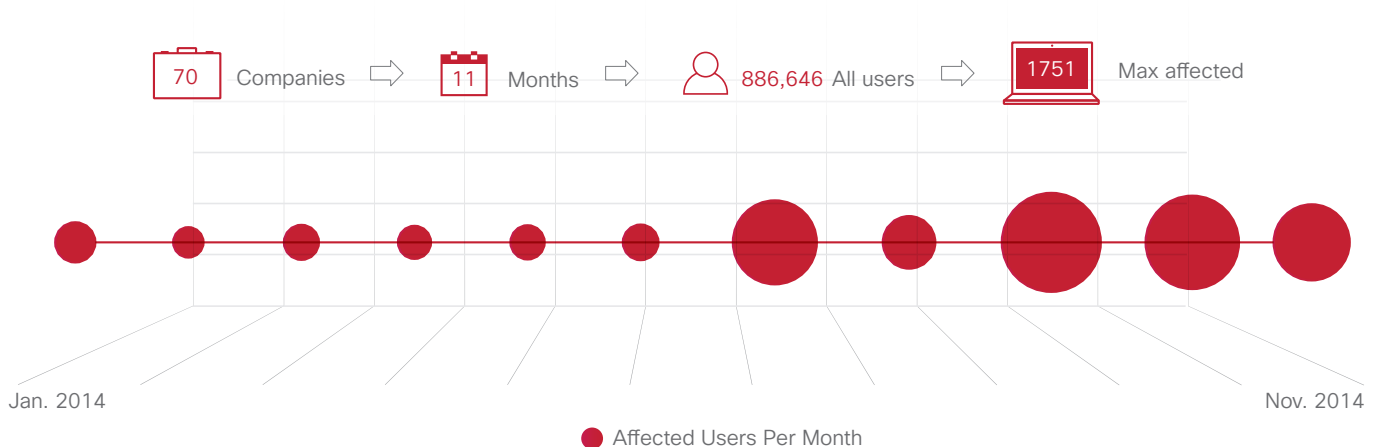 70 Companies
11 Months
886,646 All users
1751 Max affected
Jan. 2014
Nov. 2014
Affected Users Per Month